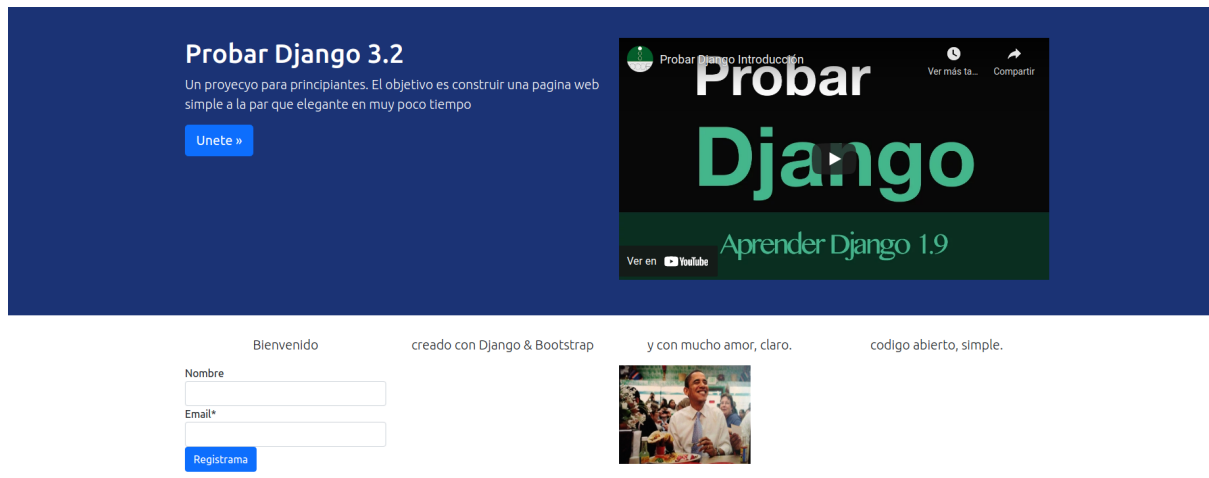 Probar Django 3.2
Un proyecyo para principiantes. El objetivo es construir una pagina web
simple a la par que elegante en muy poco tiempo
Unete »
Probar Django Introducción
Ver más ta...
Compartir
Probar
Django
Aprender Django 1.9
Ver en YouTube
Bienvenido
creado con Django & Bootstrap
y con mucho amor, claro.
codigo abierto, simple.
Nombre
Email*
Registrama